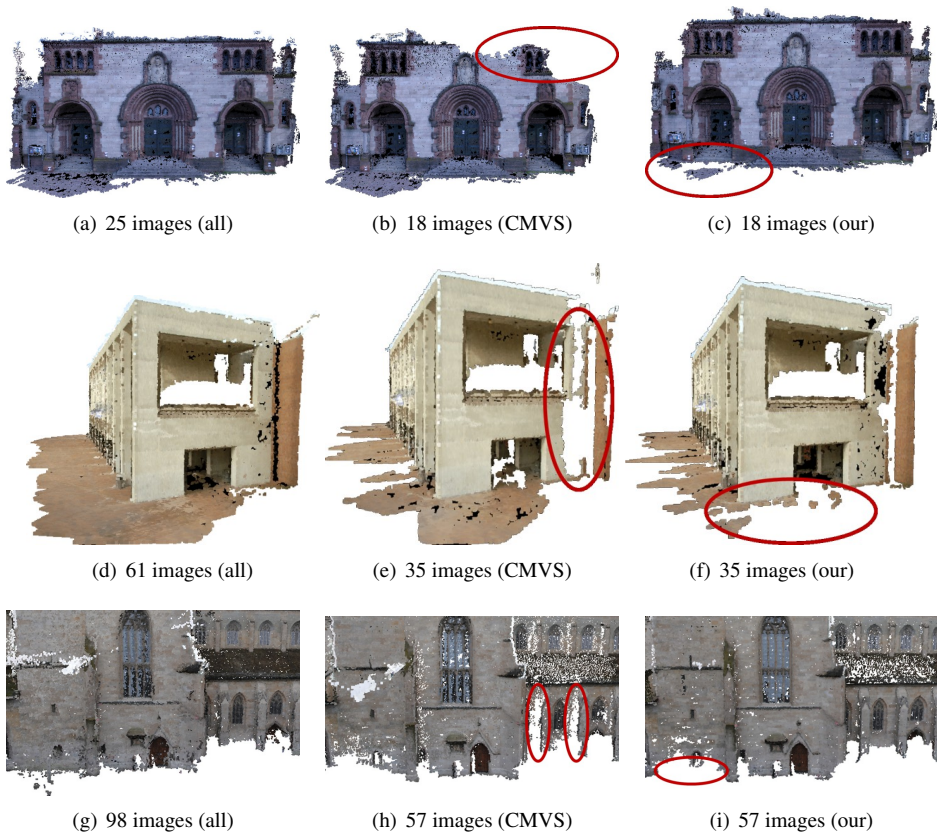 (a) 25 images (all)
(b) 18 images (CMVS)
(c) 18 images (our)
(d) 61 images (all)
(e) 35 images (CMVS)
(f) 35 images (our)
(g) 98 images (all)
(h) 57 images (CMVS)
(i) 57 images (our)